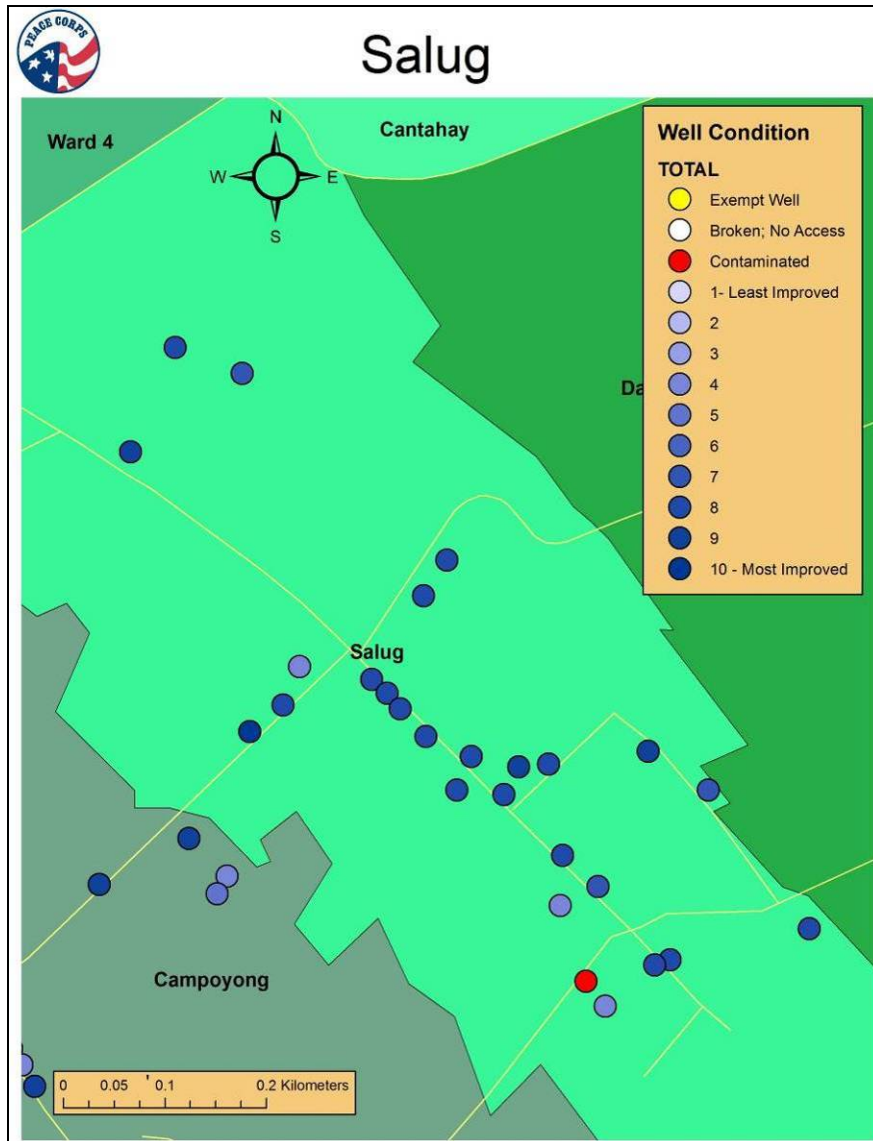 PEACE CORPS
Salug
Ward 4
Cantahay
N
W E
S
Well Condition
TOTAL
Exempt Well
Broken; No Access
Contaminated
1- Least Improved
2
3
4
5
6
7
8
9
10 - Most Improved
Da
Salug
Campoyong
0 0.05 0.1 0.2 Kilometers